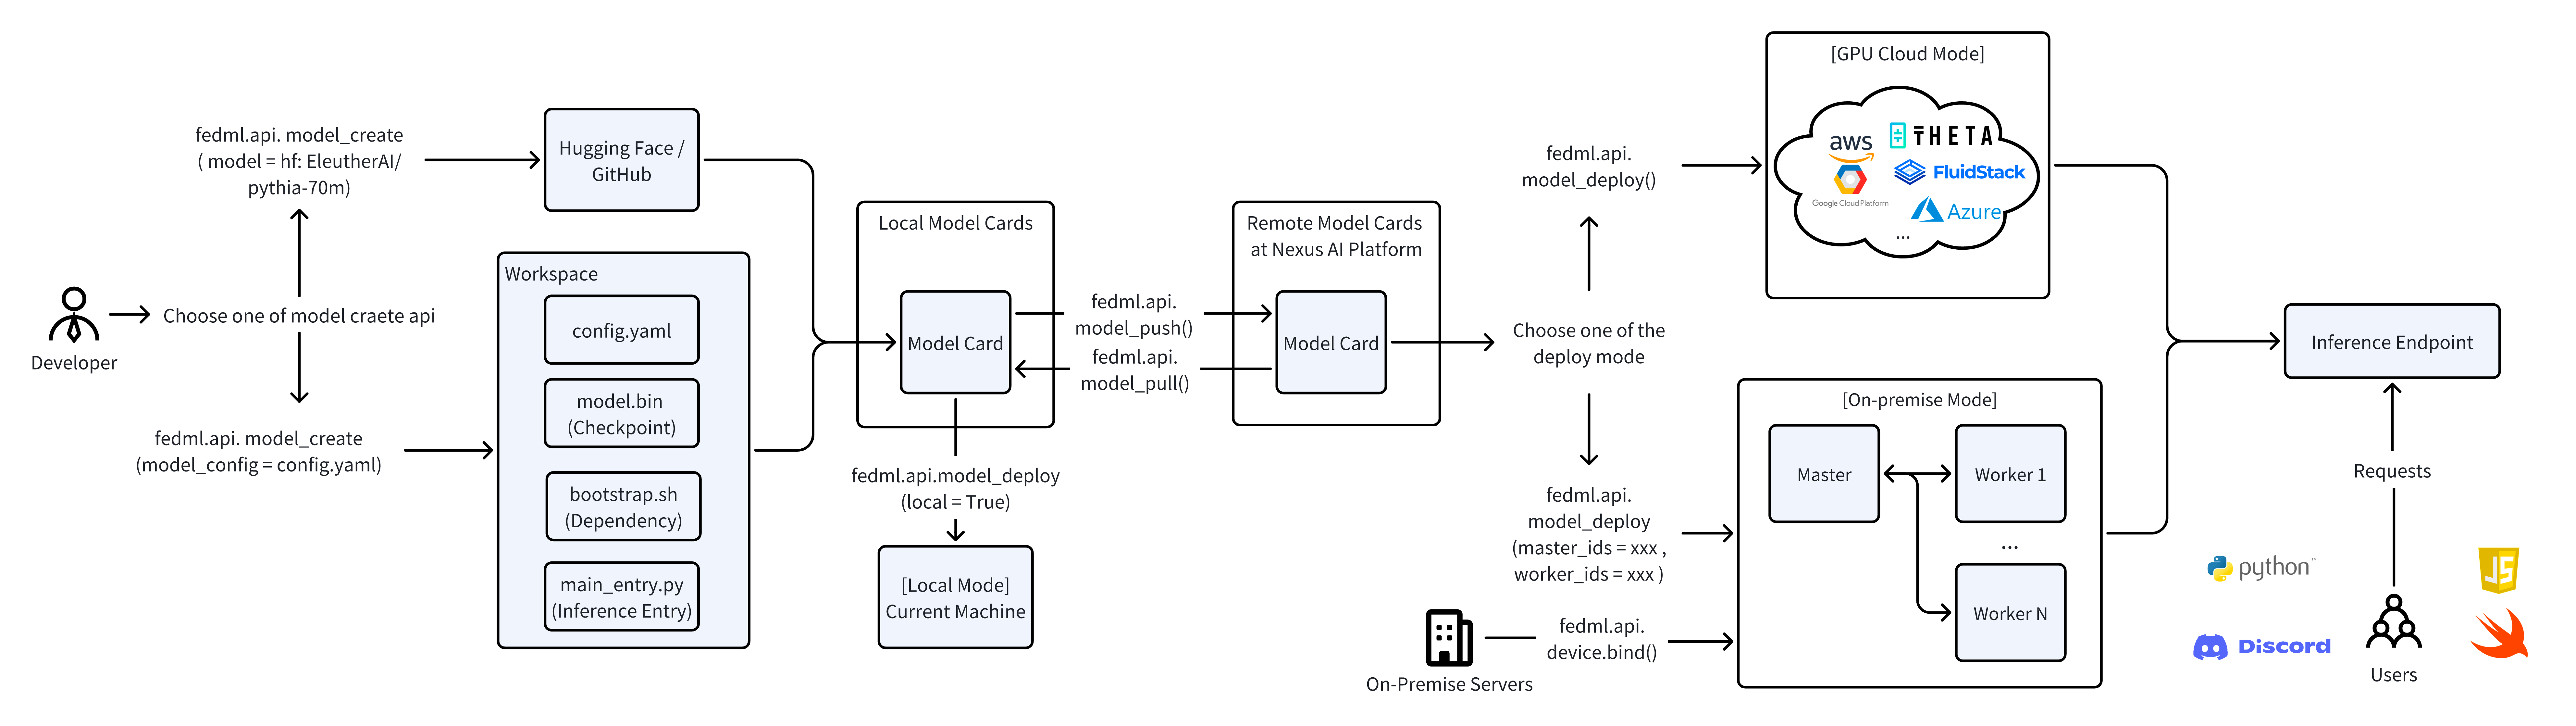 Developer
Choose one of model craete api
fedml.api. model_create
( model = hf: EleutherAI/
pythia-70m)
fedml.api. model_create
(model_config = config.yaml)
Hugging Face /
GitHub
Workspace
config.yaml
model.bin
(Checkpoint)
bootstrap.sh
(Dependency)
main_entry.py
(Inference Entry)
Local Model Cards
Model Card
fedml.api.model_deploy
(local = True)
[Local Mode]
Current Machine
fedml.api.
model_push()
fedml.api.
model_pull()
Remote Model Cards
at Nexus AI Platform
Model Card
Choose one of the
deploy mode
fedml.api.
model_deploy()
fedml.api.
model_deploy
(master_ids = xxx ,
worker_ids = xxx )
On-Premise Servers
fedml.api.
device.bind()
[GPU Cloud Mode]
aws
THETA
FluidStack
Google Cloud Platform
Azure
...
[On-premise Mode]
Master
Worker 1
...
Worker N
Inference Endpoint
Requests
Users
python™
JS
Discord